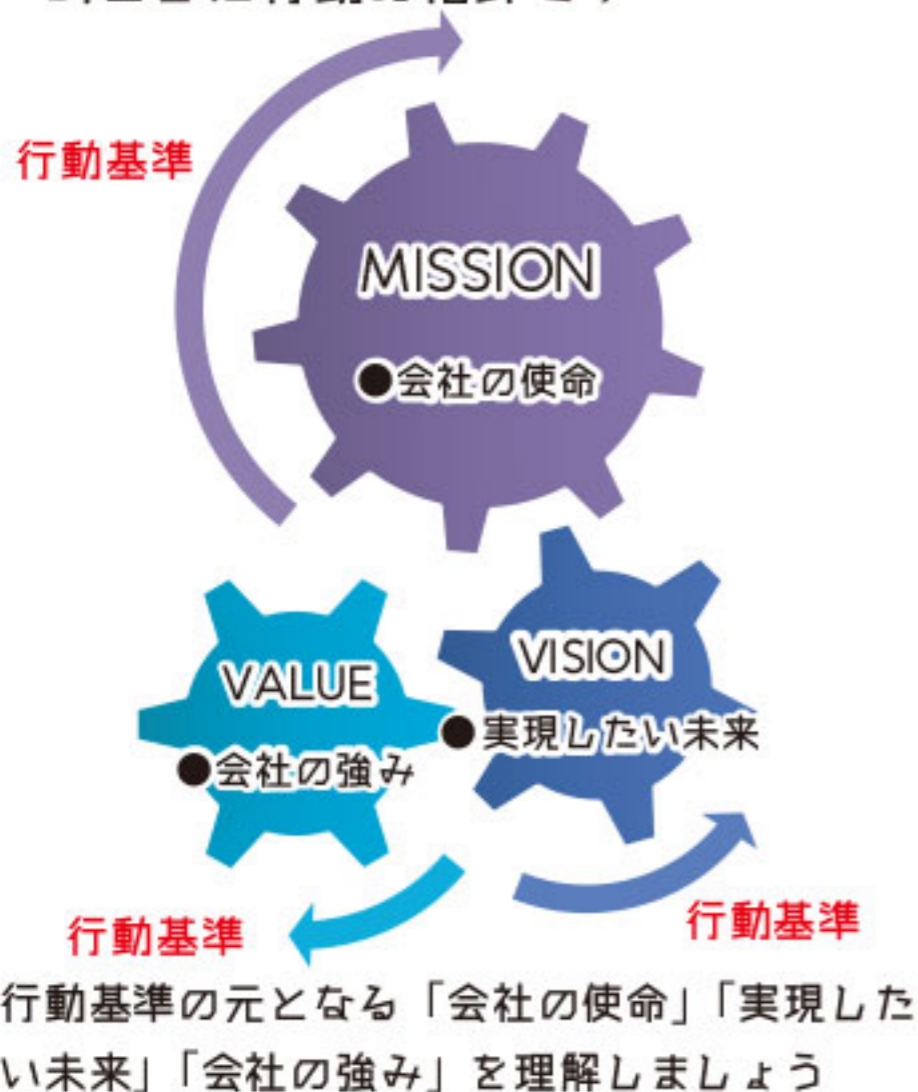 行動基準
MISSION
●会社の使命
VALUE
●会社の強み
VISION
●実現したい未来
行動基準
行動基準
行動基準の元となる「会社の使命」「実現した
い未来」「会社の強み」を理解しましょう